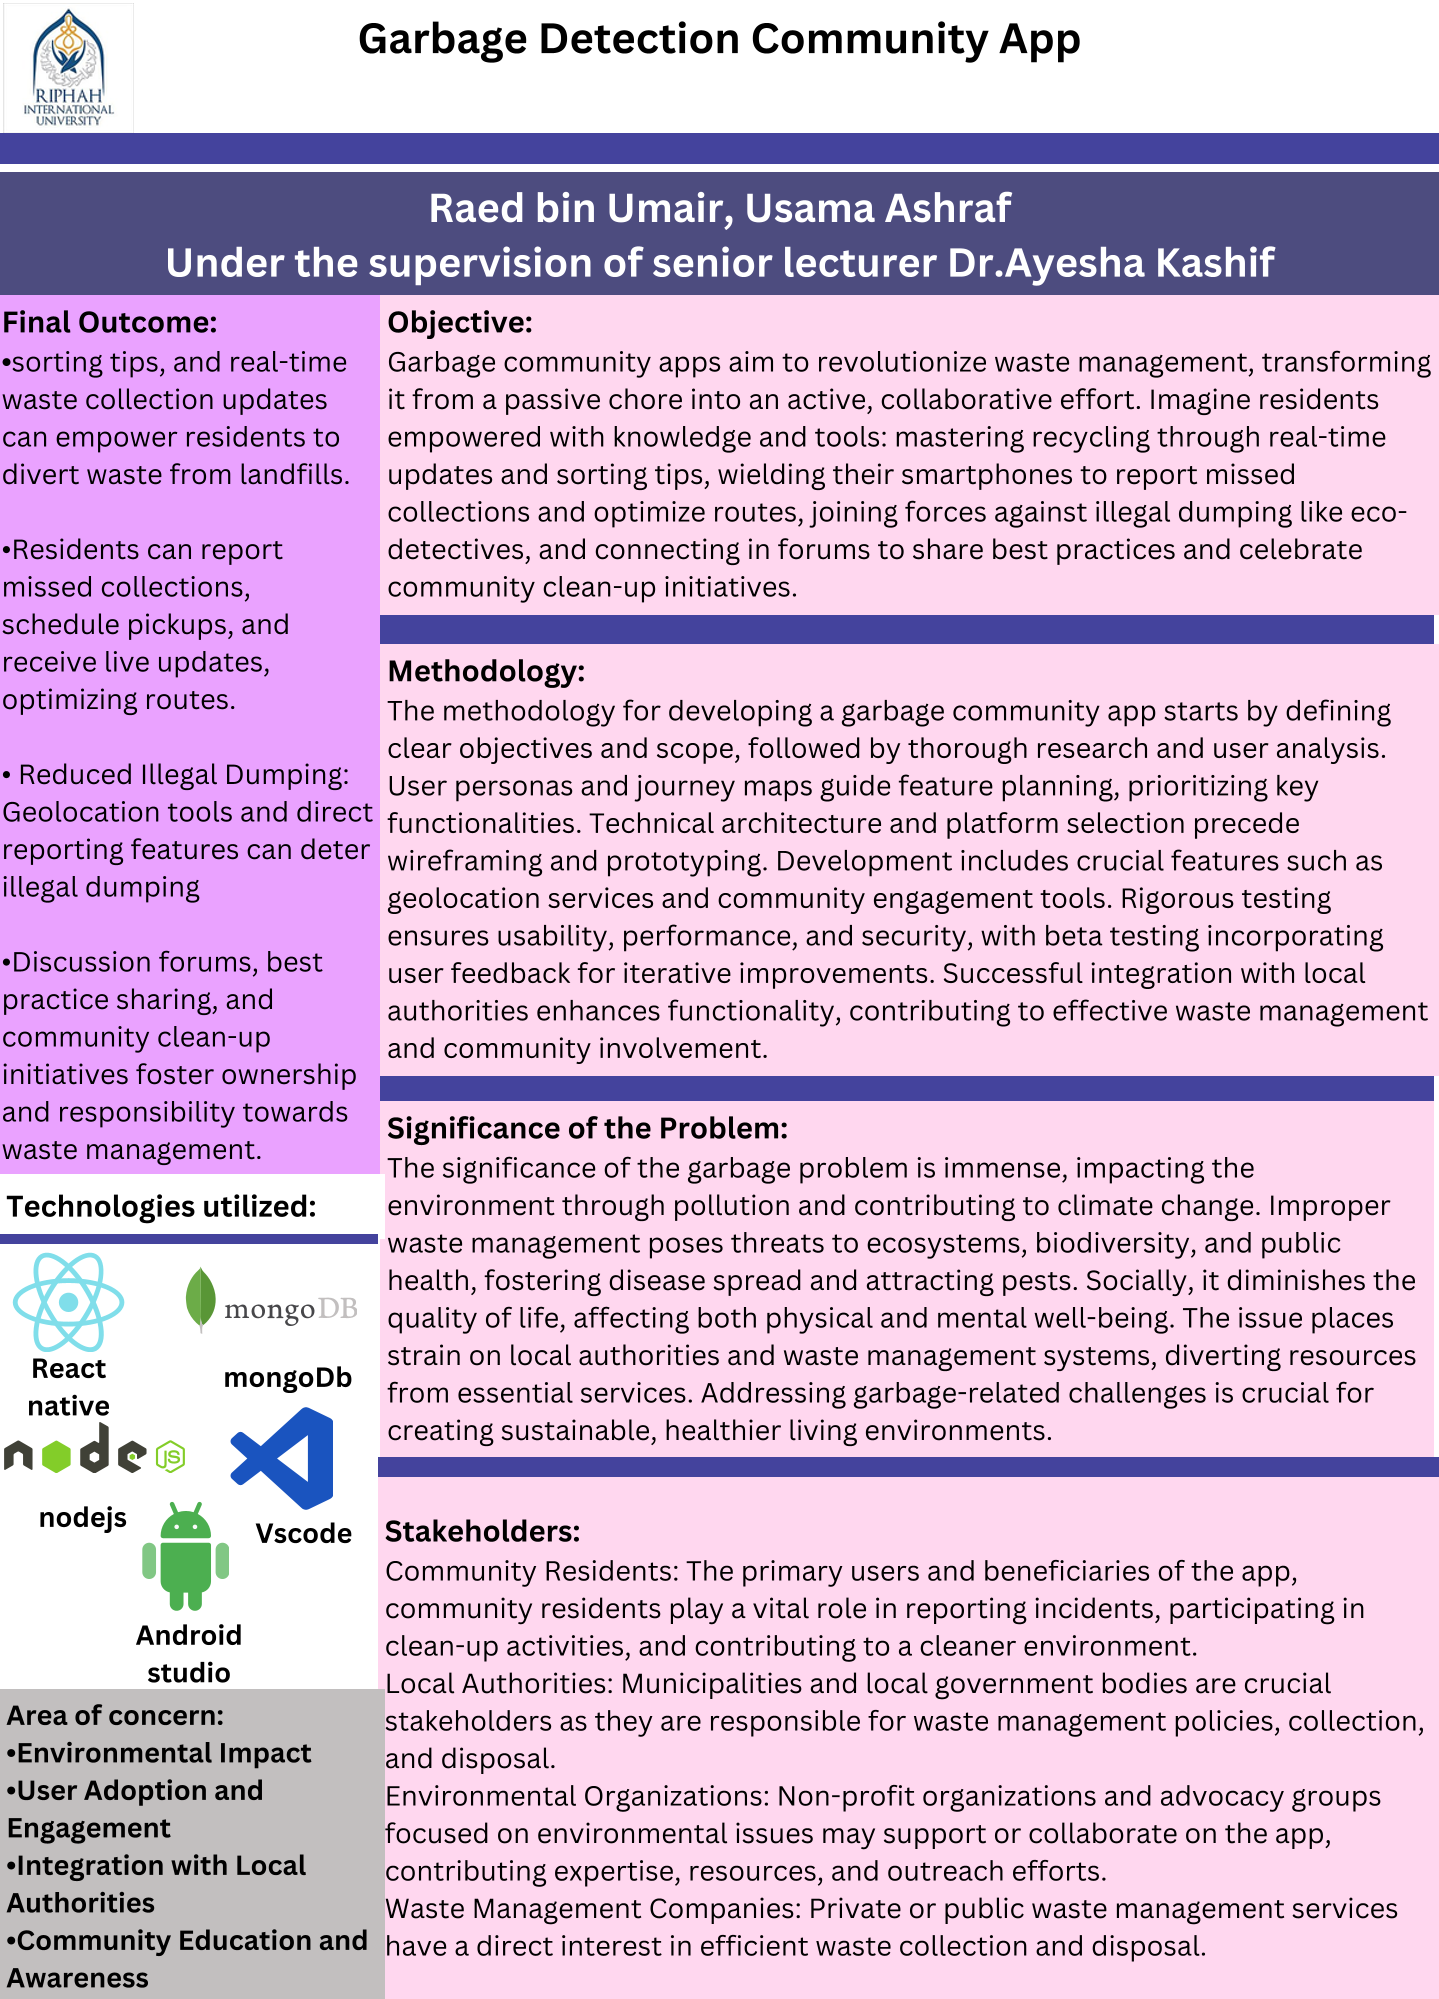 RIPHAH
INTERNATIONAL
UNIVERSITY
Garbage Detection Community App
Raed bin Umair, Usama Ashraf
Under the supervision of senior lecturer Dr.Ayesha Kashif
Final Outcome:
•sorting tips, and real-time
waste collection updates
can empower residents to
divert waste from landfills.
•Residents can report
missed collections,
schedule pickups, and
receive live updates,
optimizing routes.
• Reduced Illegal Dumping:
Geolocation tools and direct
reporting features can deter
illegal dumping
•Discussion forums, best
practice sharing, and
community clean-up
initiatives foster ownership
and responsibility towards
waste management.
Technologies utilized:
mongoDB
React
native
mongoDb
node
JS
nodejs
Vscode
Android
studio
Area of concern:
•Environmental Impact
•User Adoption and
Engagement
•Integration with Local
Authorities
•Community Education and
Awareness
Objective:
Garbage community apps aim to revolutionize waste management, transforming
it from a passive chore into an active, collaborative effort. Imagine residents
empowered with knowledge and tools: mastering recycling through real-time
updates and sorting tips, wielding their smartphones to report missed
collections and optimize routes, joining forces against illegal dumping like eco-
detectives, and connecting in forums to share best practices and celebrate
community clean-up initiatives.
Methodology:
The methodology for developing a garbage community app starts by defining
clear objectives and scope, followed by thorough research and user analysis.
User personas and journey maps guide feature planning, prioritizing key
functionalities. Technical architecture and platform selection precede
wireframing and prototyping. Development includes crucial features such as
geolocation services and community engagement tools. Rigorous testing
ensures usability, performance, and security, with beta testing incorporating
user feedback for iterative improvements. Successful integration with local
authorities enhances functionality, contributing to effective waste management
and community involvement.
Significance of the Problem:
The significance of the garbage problem is immense, impacting the
environment through pollution and contributing to climate change. Improper
waste management poses threats to ecosystems, biodiversity, and public
health, fostering disease spread and attracting pests. Socially, it diminishes the
quality of life, affecting both physical and mental well-being. The issue places
strain on local authorities and waste management systems, diverting resources
from essential services. Addressing garbage-related challenges is crucial for
creating sustainable, healthier living environments.
Stakeholders:
Community Residents: The primary users and beneficiaries of the app,
community residents play a vital role in reporting incidents, participating in
clean-up activities, and contributing to a cleaner environment.
Local Authorities: Municipalities and local government bodies are crucial
stakeholders as they are responsible for waste management policies, collection,
and disposal.
Environmental Organizations: Non-profit organizations and advocacy groups
focused on environmental issues may support or collaborate on the app,
contributing expertise, resources, and outreach efforts.
Waste Management Companies: Private or public waste management services
have a direct interest in efficient waste collection and disposal.